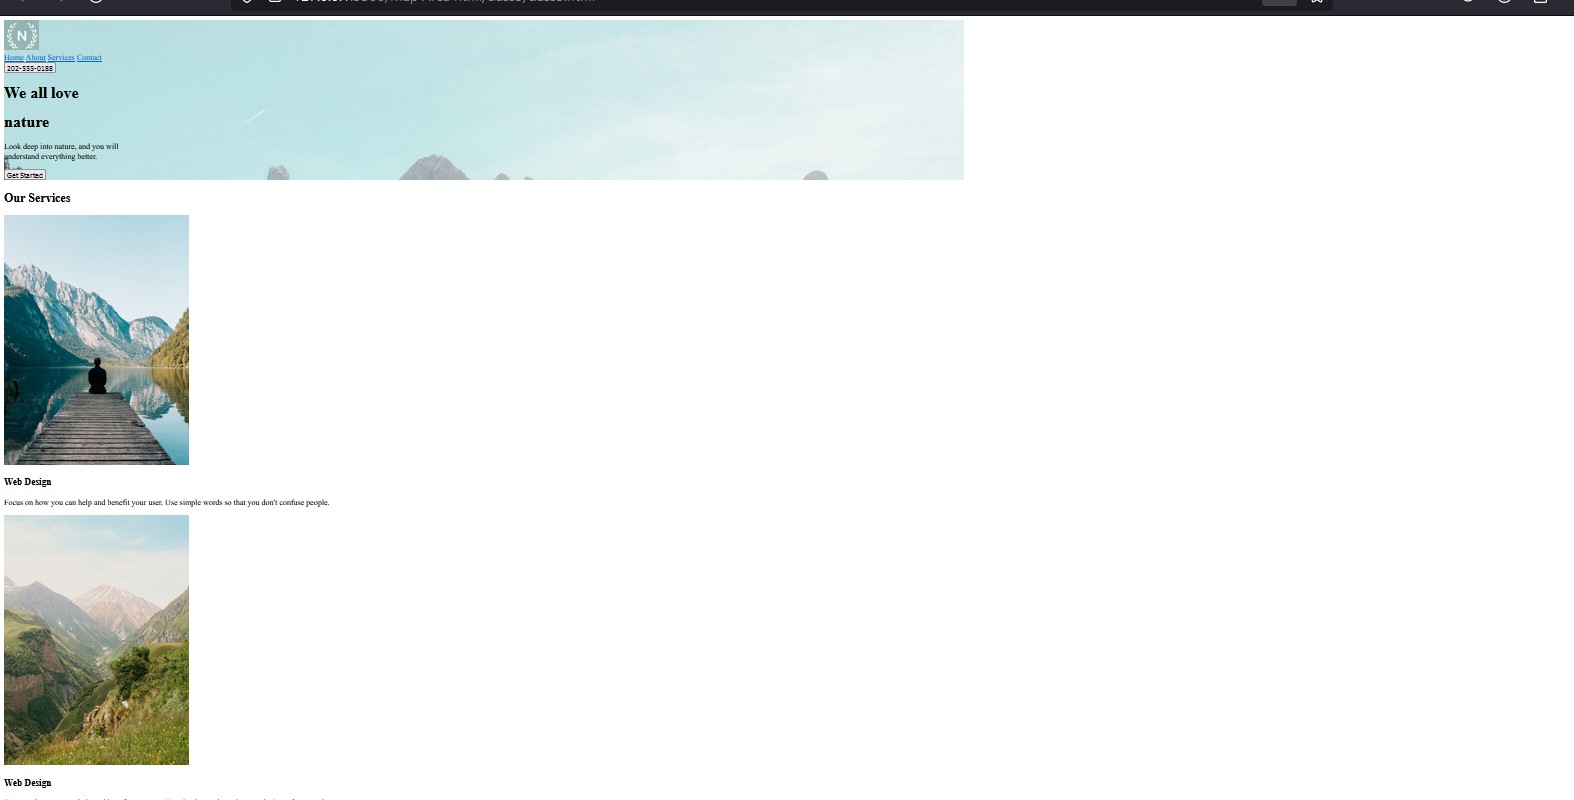 N
Home About Services Contact
202-555-0188
We all love
nature
Look deep into nature, and you will
understand everything better.
Get Started
Our Services
Web Design
Focus on how you can help and benefit your user. Use simple words so that you don't confuse people.
Web Design